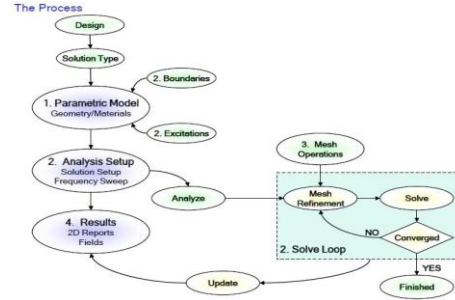 The Process
Design
Solution Type
2. Boundaries
1. Parametric Model
Geometry/Materials
2. Excitations
2. Analysis Setup
Solution Setup
Frequency Sweep
3. Mesh
Operations
Analyze
Mesh
Refinement
Solve
4. Results
2D Reports
Fields
NO
Converged
2. Solve Loop
YES
Update
Finished